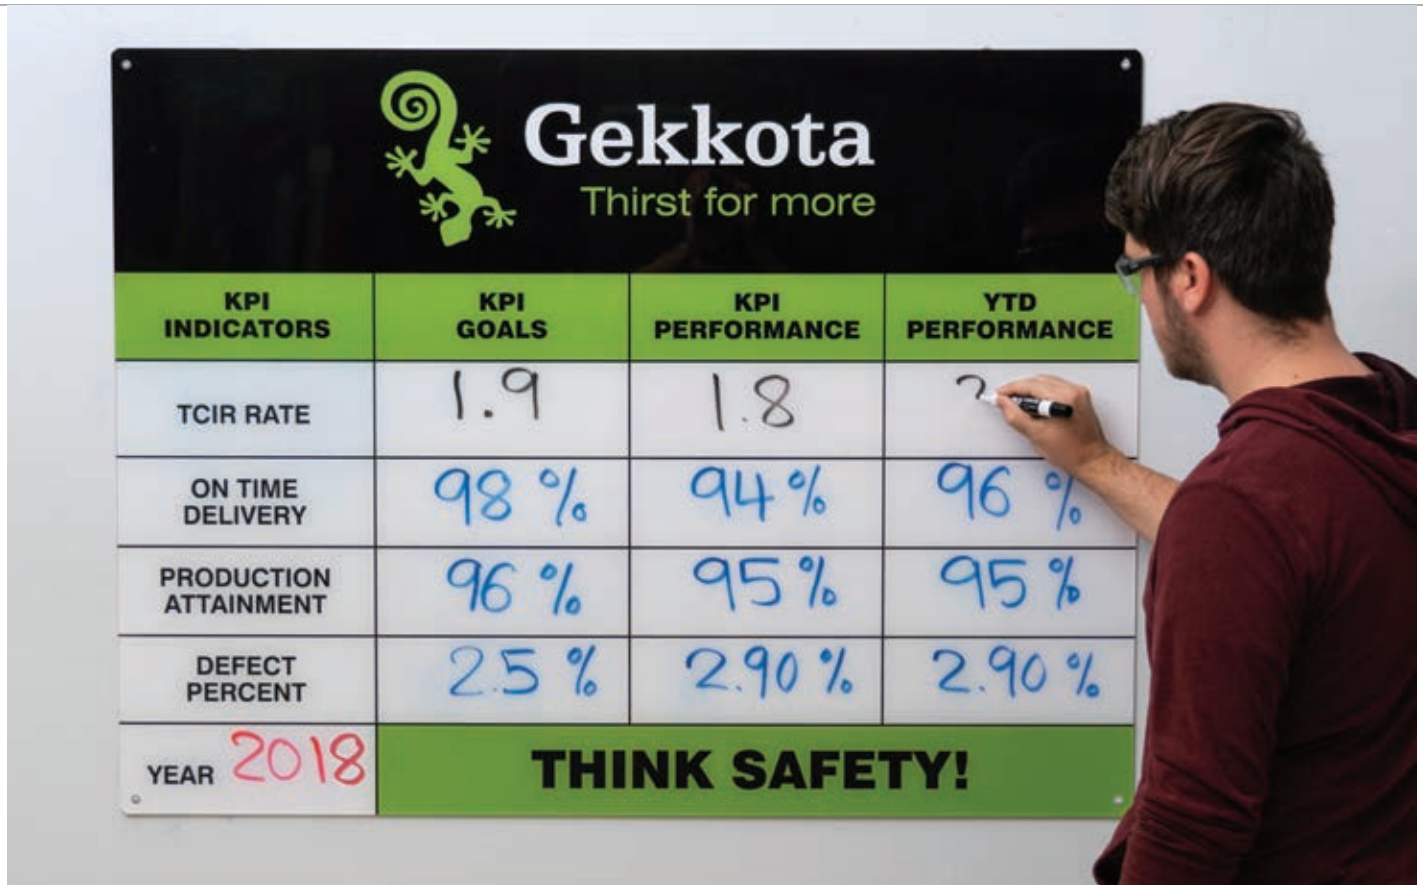 Gekkota
Thirst for more
KPI
INDICATORS
KPI
GOALS
KPI
PERFORMANCE
YTD
PERFORMANCE
TCIR RATE
1.9
1.8
ON TIME
DELIVERY
98%
94%
96%
PRODUCTION
ATTAINMENT
96%
95%
95%
DEFECT
PERCENT
2.5%
2.90%
2.90%
YEAR 2018
THINK SAFETY!